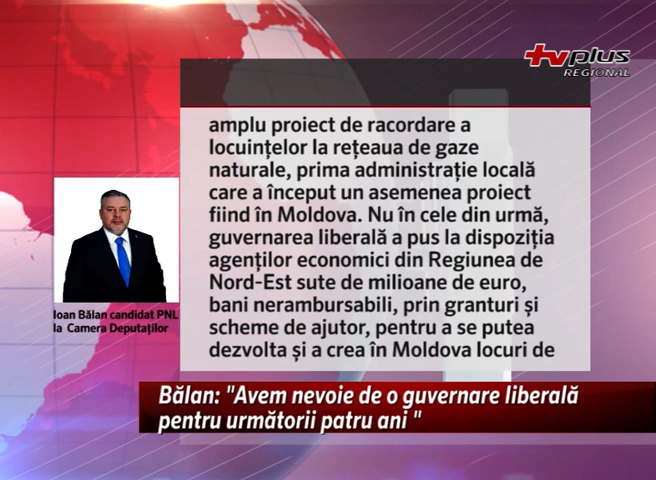 tvplus
REGIONAL
amplu proiect de racordare a
locuințelor la rețeaua de gaze
naturale, prima administrație locală
care a început un asemenea proiect
fiind în Moldova. Nu în cele din urmă,
guvernarea liberală a pus la dispoziția
agenților economici din Regiunea de
Nord-Est sute de milioane de euro,
bani nerambursabili, prin granturi și
scheme de ajutor, pentru a se putea
dezvolta și a crea în Moldova locuri de
Ioan Bălan candidat PNL
la Camera Deputaților
Bălan: "Avem nevoie de o guvernare liberală
pentru următorii patru ani "